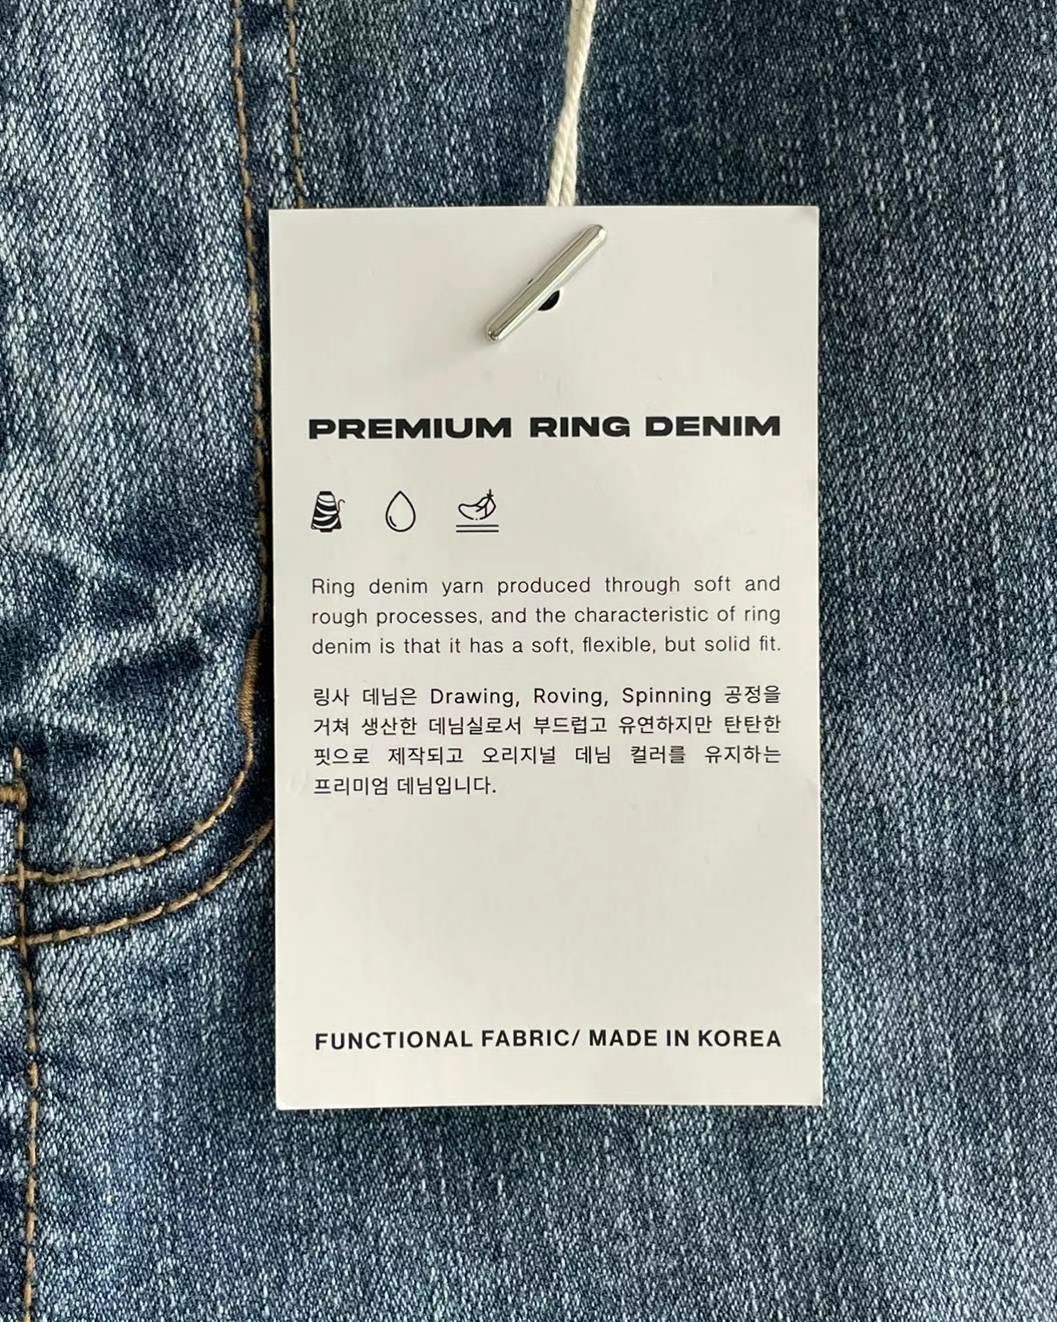 PREMIUM RING DENIM
Ring denim yarn produced through soft and
rough processes, and the characteristic of ring
denim is that it has a soft, flexible, but solid fit.
링사 데님은 Drawing, Roving, Spinning 공정을
거쳐 생산한 데님실로서 부드럽고 유연하지만 탄탄한
핏으로 제작되고 오리지널 데님 컬러를 유지하는
프리미엄 데님입니다.
FUNCTIONAL FABRIC/ MADE IN KOREA